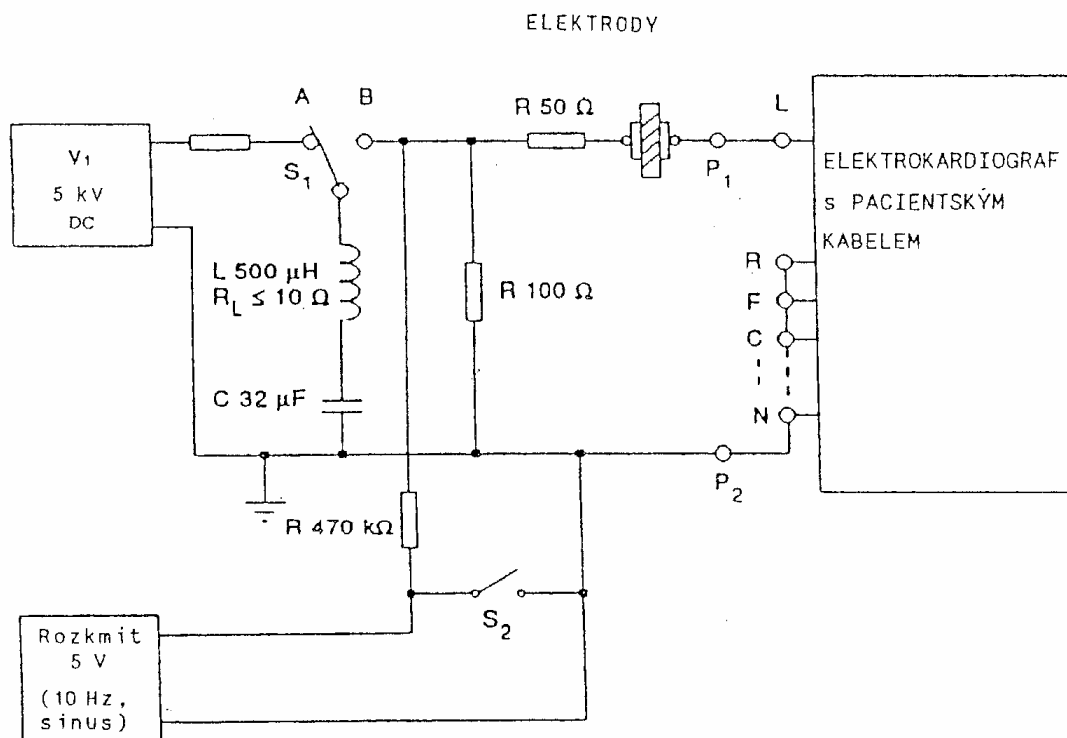 ELEKTRODY
A
B
R 50 Ω
L
V₁
5 kV
DC
S₁
P₁
ELEKTROKARDIOGRAF
s PACIENTSKÝM
KABELEM
L 500 µH
R_L ≤ 10 Ω
R 100 Ω
R
F
C
C 32 µF
N
P₂
R 470 kΩ
S₂
Rozkmit
5 V
(10 Hz,
sinus)